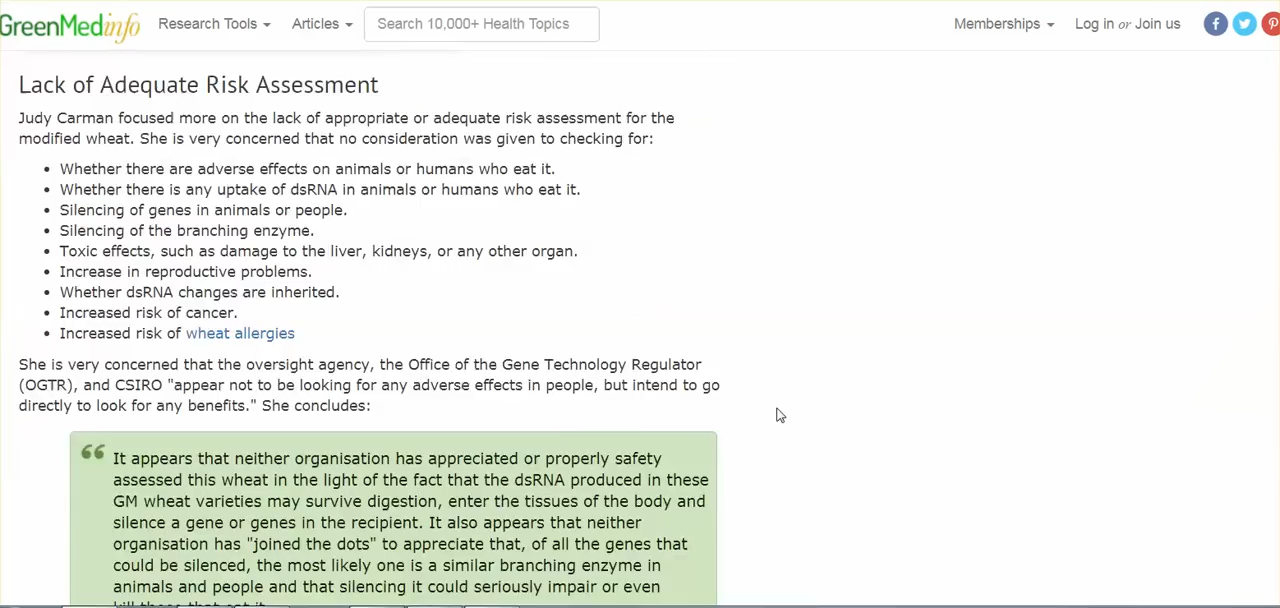 GreenMedinfo Research Tools Articles Search 10,000+ Health Topics Memberships Log in or Join us
Lack of Adequate Risk Assessment
Judy Carman focused more on the lack of appropriate or adequate risk assessment for the
modified wheat. She is very concerned that no consideration was given to checking for:
• Whether there are adverse effects on animals or humans who eat it.
• Whether there is any uptake of dsRNA in animals or humans who eat it.
• Silencing of genes in animals or people.
• Silencing of the branching enzyme.
• Toxic effects, such as damage to the liver, kidneys, or any other organ.
• Increase in reproductive problems.
• Whether dsRNA changes are inherited.
• Increased risk of cancer.
• Increased risk of wheat allergies
She is very concerned that the oversight agency, the Office of the Gene Technology Regulator
(OGTR), and CSIRO "appear not to be looking for any adverse effects in people, but intend to go
directly to look for any benefits." She concludes:
“ It appears that neither organisation has appreciated or properly safety
assessed this wheat in the light of the fact that the dsRNA produced in these
GM wheat varieties may survive digestion, enter the tissues of the body and
silence a gene or genes in the recipient. It also appears that neither
organisation has "joined the dots" to appreciate that, of all the genes that
could be silenced, the most likely one is a similar branching enzyme in
animals and people and that silencing it could seriously impair or even
kill those that eat it